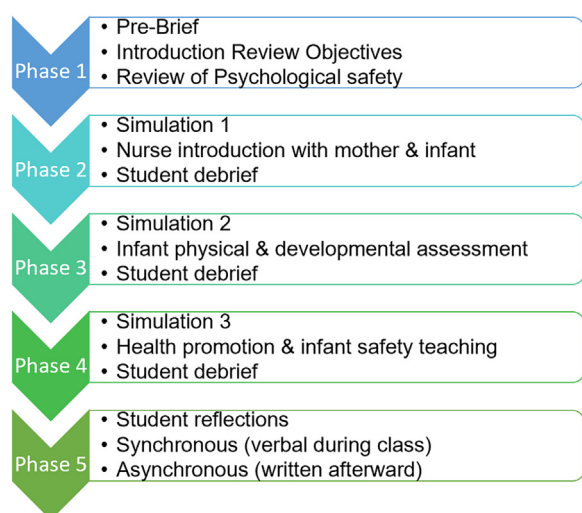 Phase 1
• Pre-Brief
• Introduction Review Objectives
• Review of Psychological safety
Phase 2
• Simulation 1
• Nurse introduction with mother & infant
• Student debrief
Phase 3
• Simulation 2
• Infant physical & developmental assessment
• Student debrief
Phase 4
• Simulation 3
• Health promotion & infant safety teaching
• Student debrief
Phase 5
• Student reflections
• Synchronous (verbal during class)
• Asynchronous (written afterward)